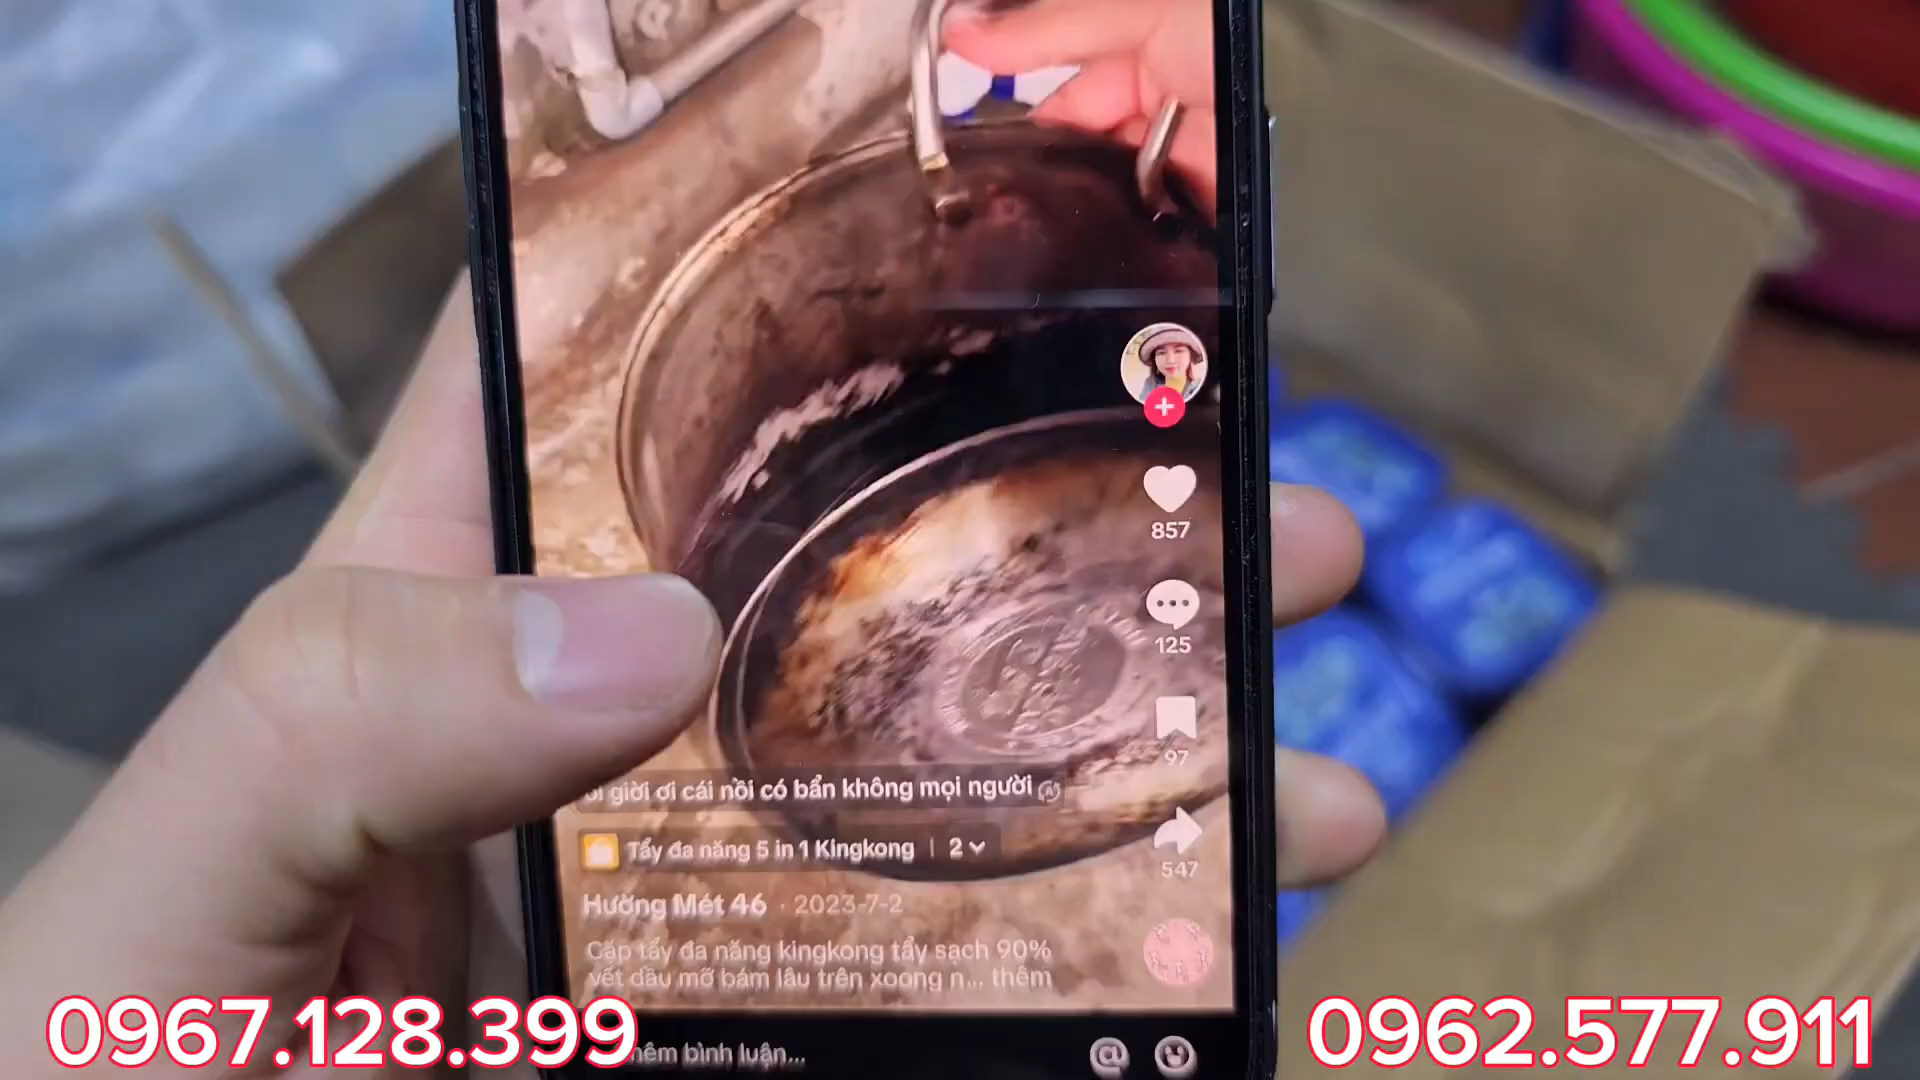 857
125
97
giời ơi cái nồi có bẩn không mọi người
Tẩy đa năng 5 in 1 Kingkong | 2
547
Hường Mét 46 · 2023-7-2
Cặp tẩy đa năng kingkong tẩy sạch 90%
vết dầu mỡ bám lâu trên xoong n... thêm
bình luận...
0967.128.399
0962.577.911